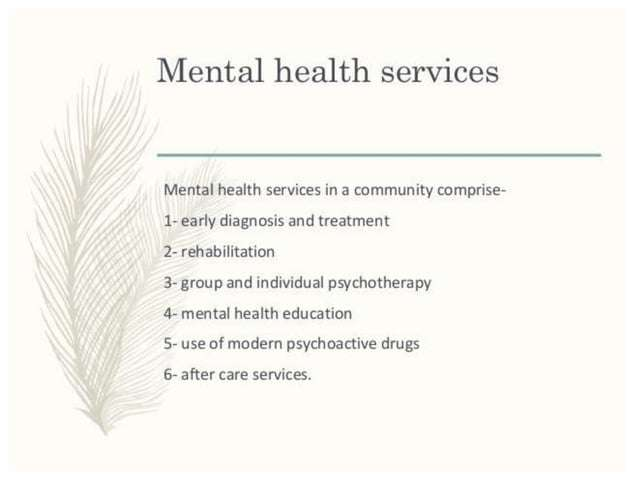 Mental health services
Mental health services in a community comprise-
1- early diagnosis and treatment
2- rehabilitation
3- group and individual psychotherapy
4- mental health education
5- use of modern psychoactive drugs
6- after care services.